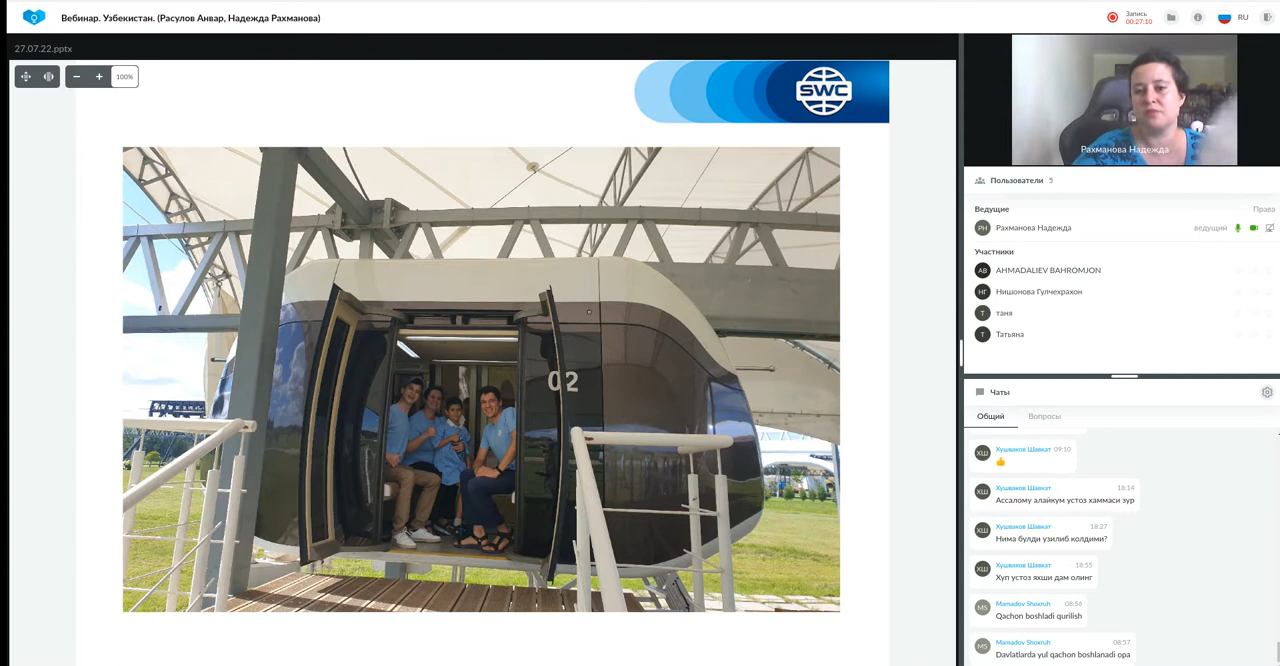 Вебинар. Узбекистан. (Расулов Анвар, Надежда Рахманова)
Запись
00:27:10
RU
27.07.22.pptx
100%
SWC
02
Рахманова Надежда
Пользователи 5
Ведущие
Права
РН
Рахманова Надежда
ведущий
Участники
AB
AHMADALIEV BAHROMJON
НГ
Нишонова Гулчехрахон
Т
таня
Т
Татьяна
Чаты
Общий
Вопросы
ХШ
Хушваков Шавкат 09:10
👍
ХШ
Хушваков Шавкат 18:14
Ассалому алайкум устоз хаммаси зур
ХШ
Хушваков Шавкат 18:27
Нима булди узилиб колдими?
ХШ
Хушваков Шавкат 18:55
Хуп устоз яхши дам олинг
MS
Mamadov Shoxruh 08:56
Qachon boshladi qurilish
MS
Mamadov Shoxruh 08:57
Davlatlarda yul qachon boshlanadi opa